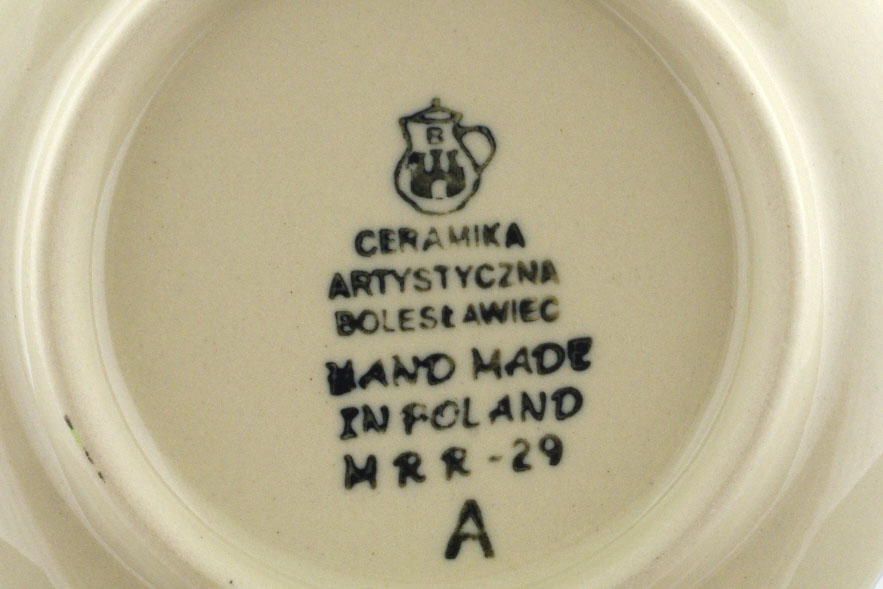 B
CERAMIKA
ARTYSTYCZNA
BOLESŁAWIEC
HAND MADE
IN POLAND
MRR-29
A